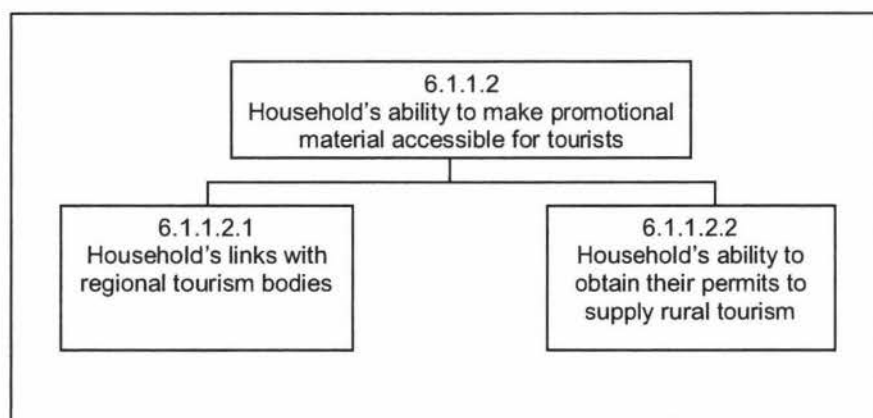 6.1.1.2
Household's ability to make promotional
material accessible for tourists
6.1.1.2.1
Household's links with
regional tourism bodies
6.1.1.2.2
Household's ability to
obtain their permits to
supply rural tourism